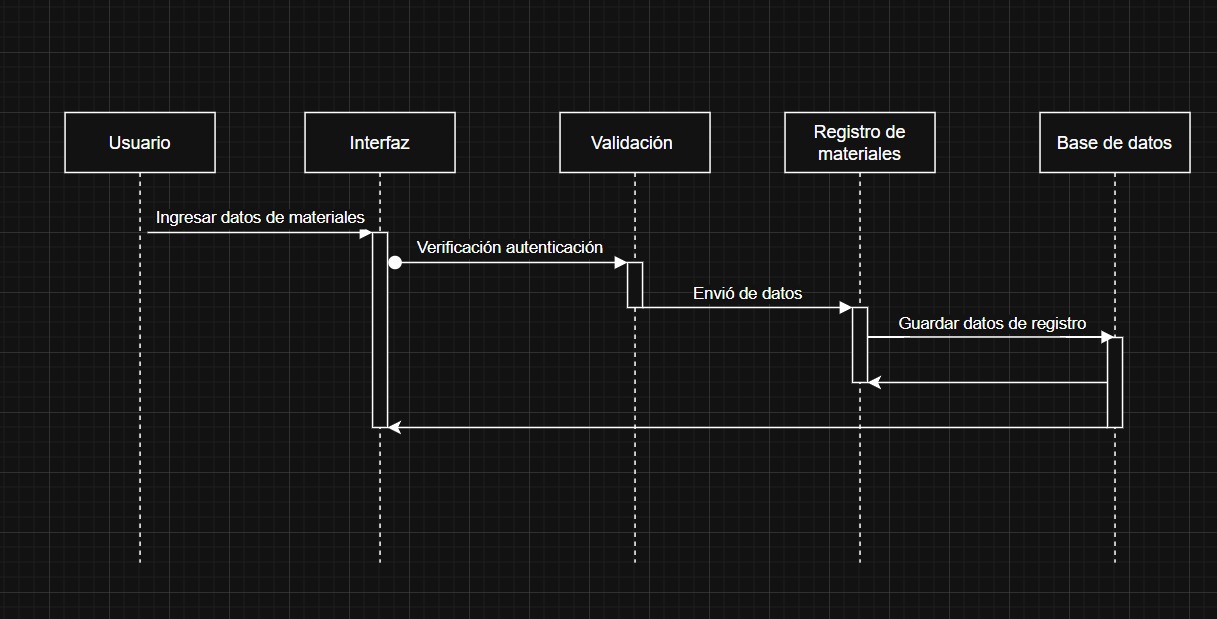 Usuario
Interfaz
Validación
Registro de
materiales
Base de datos
Ingresar datos de materiales
Verificación autenticación
Envió de datos
Guardar datos de registro